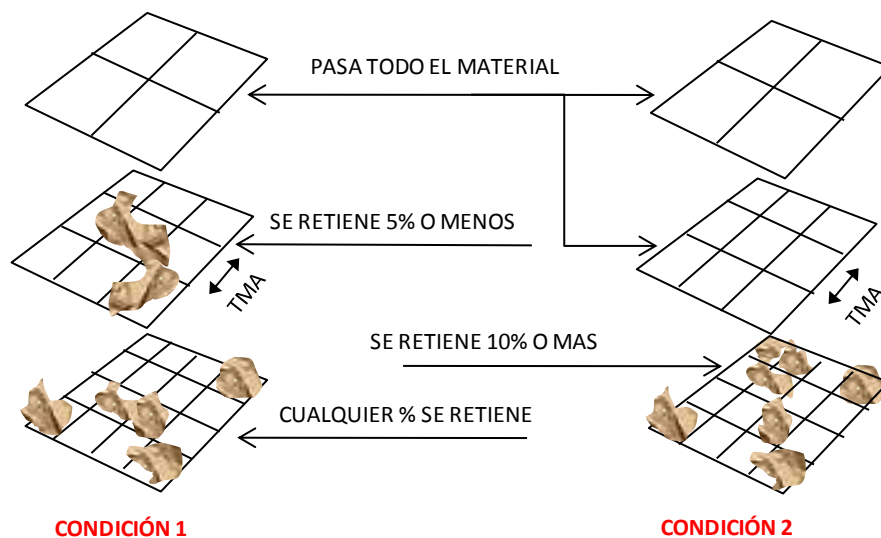 PASA TODO EL MATERIAL
SE RETIENE 5% O MENOS
TMA
TMA
SE RETIENE 10% O MAS
CUALQUIER % SE RETIENE
CONDICIÓN 1
CONDICIÓN 2